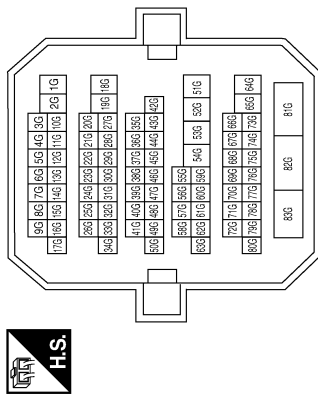 9G 8G 7G 6G 5G 4G 3G 2G 1G
17G 16G 15G 14G 13G 12G 11G 10G
26G 25G 24G 23G 22G 21G 20G 19G 18G
34G 33G 32G 31G 30G 29G 28G 27G
41G 40G 39G 38G 37G 36G 35G
50G 49G 48G 47G 46G 45G 44G 43G 42G
58G 57G 56G 55G 54G 53G 52G 51G
63G 62G 61G 60G 59G
72G 71G 70G 69G 68G 67G 66G 65G 64G
80G 79G 78G 77G 76G 75G 74G 73G
83G 82G 81G
H.S.